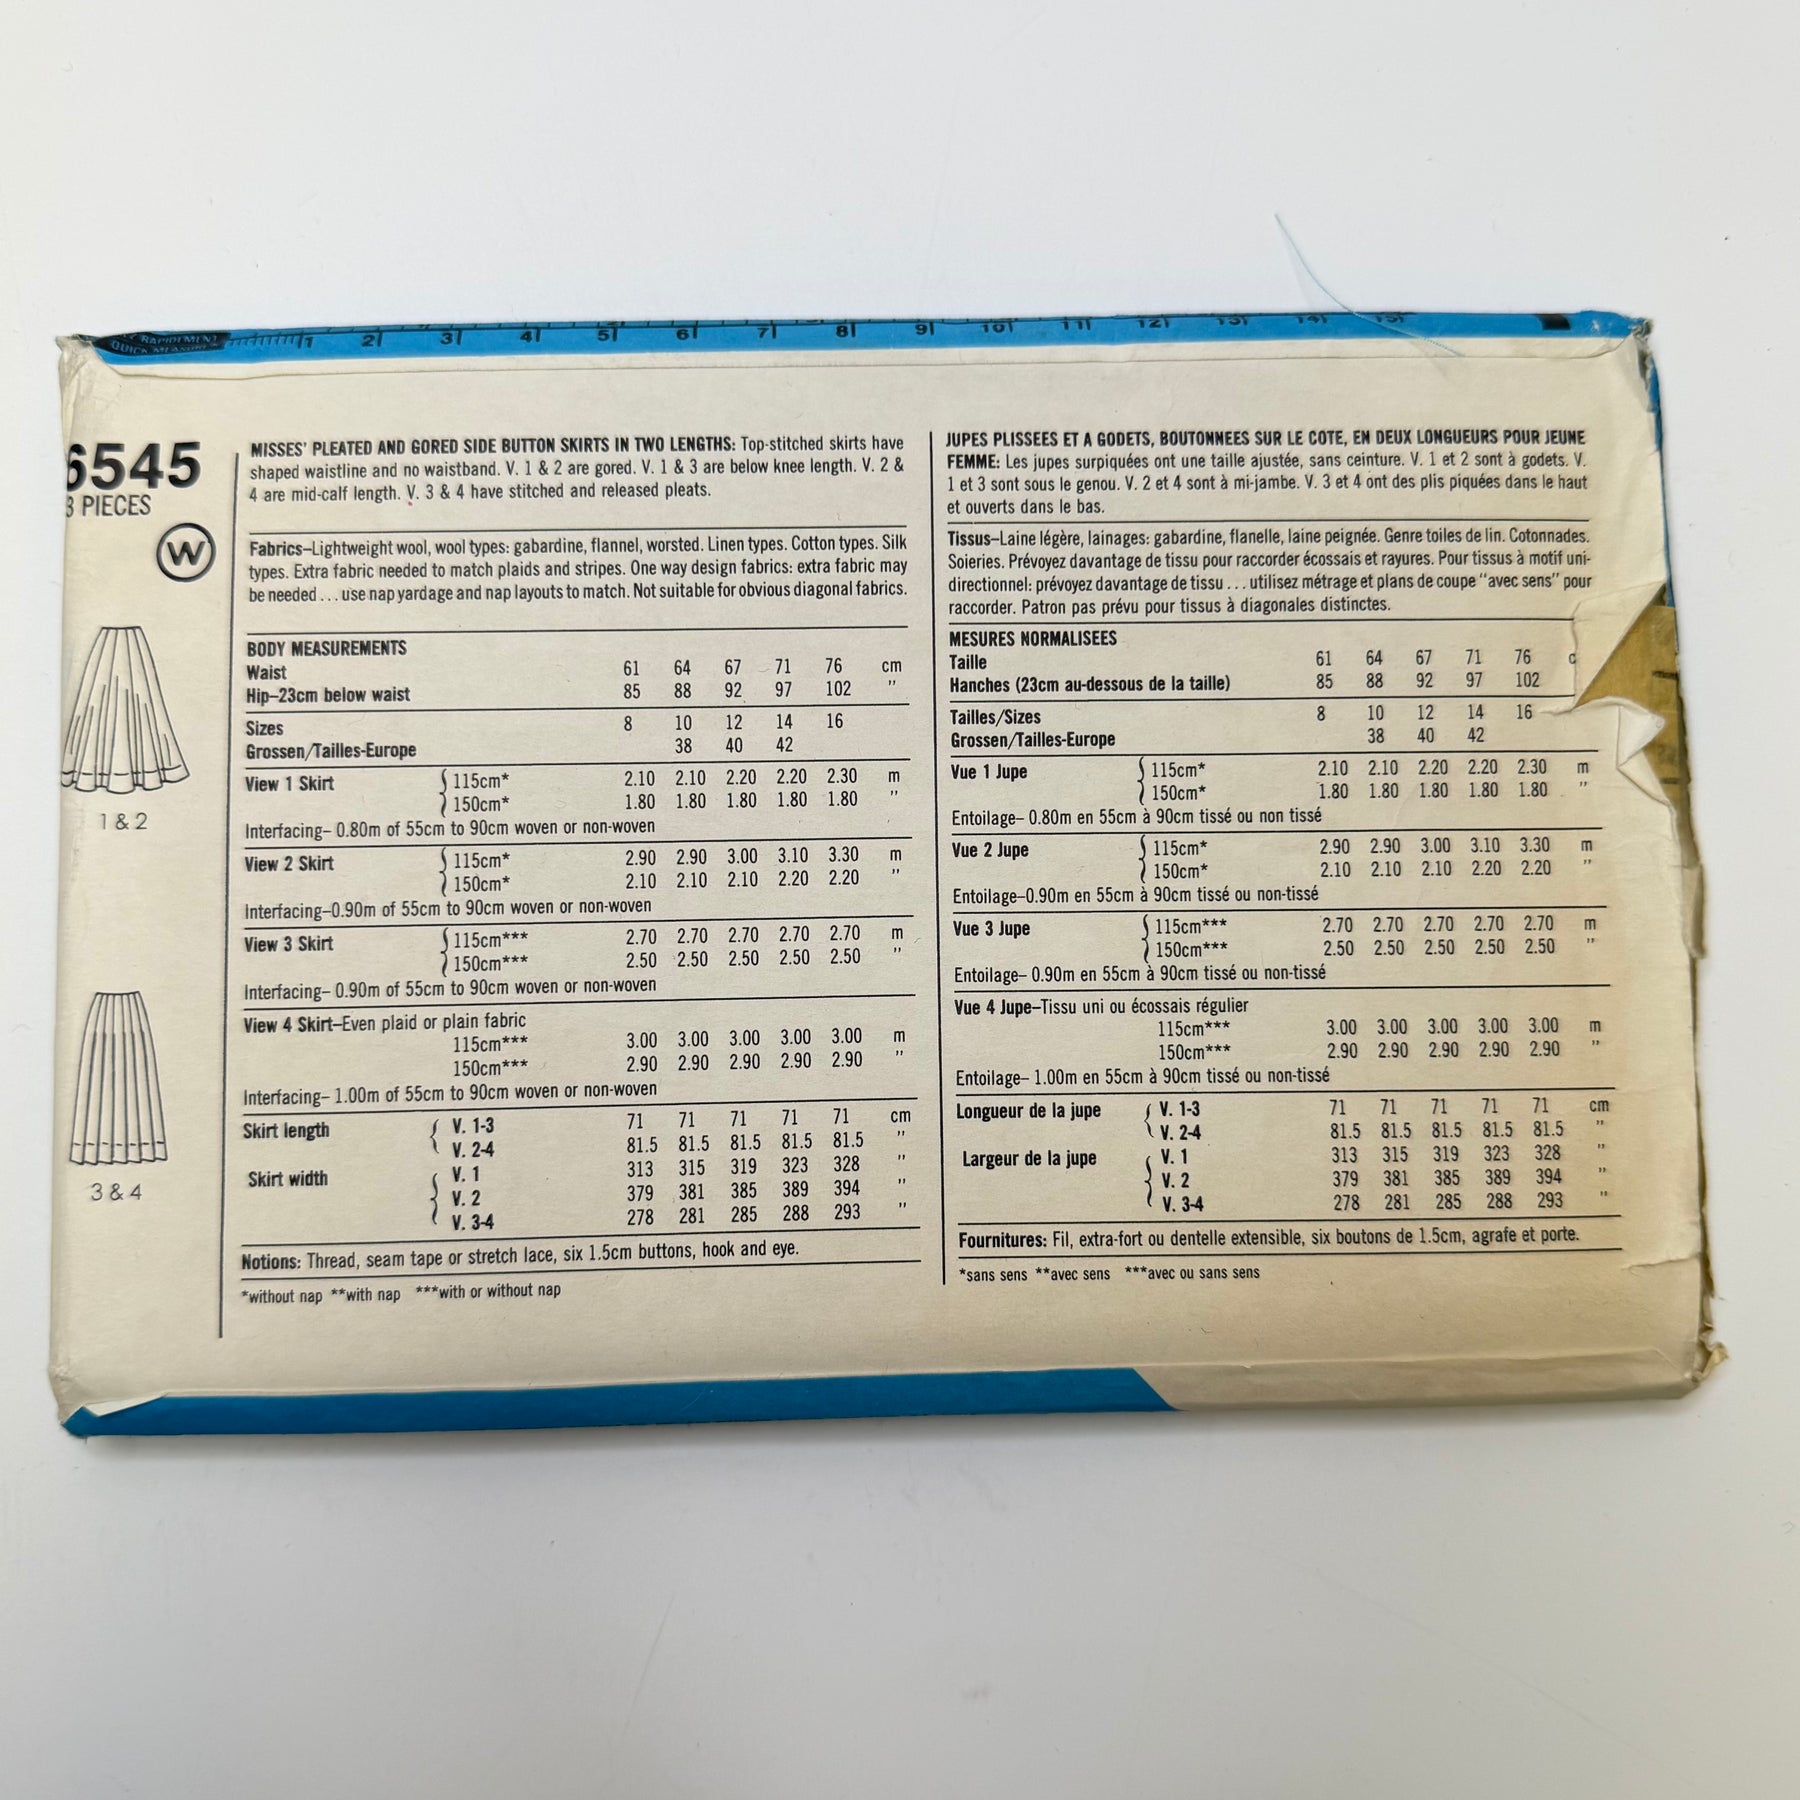 RAPIDEMENT
QUICK MEASURE
1 2 3 4 5 6 7 8 9 10 11 12 13 14 15
6545
3 PIECES
W
1 & 2
3 & 4
MISSES' PLEATED AND GORED SIDE BUTTON SKIRTS IN TWO LENGTHS: Top-stitched skirts have
shaped waistline and no waistband. V. 1 & 2 are gored. V. 1 & 3 are below knee length. V. 2 &
4 are mid-calf length. V. 3 & 4 have stitched and released pleats.
Fabrics–Lightweight wool, wool types: gabardine, flannel, worsted. Linen types. Cotton types. Silk
types. Extra fabric needed to match plaids and stripes. One way design fabrics: extra fabric may
be needed . . . use nap yardage and nap layouts to match. Not suitable for obvious diagonal fabrics.
BODY MEASUREMENTS
Waist 61 64 67 71 76 cm
Hip–23cm below waist 85 88 92 97 102 "
Sizes 8 10 12 14 16
Grossen/Tailles-Europe 38 40 42
View 1 Skirt 115cm* 2.10 2.10 2.20 2.20 2.30 m
150cm* 1.80 1.80 1.80 1.80 1.80 "
Interfacing– 0.80m of 55cm to 90cm woven or non-woven
View 2 Skirt 115cm* 2.90 2.90 3.00 3.10 3.30 m
150cm* 2.10 2.10 2.10 2.20 2.20 "
Interfacing–0.90m of 55cm to 90cm woven or non-woven
View 3 Skirt 115cm*** 2.70 2.70 2.70 2.70 2.70 m
150cm*** 2.50 2.50 2.50 2.50 2.50 "
Interfacing– 0.90m of 55cm to 90cm woven or non-woven
View 4 Skirt–Even plaid or plain fabric
115cm*** 3.00 3.00 3.00 3.00 3.00 m
150cm*** 2.90 2.90 2.90 2.90 2.90 "
Interfacing– 1.00m of 55cm to 90cm woven or non-woven
Skirt length V. 1-3 71 71 71 71 71 cm
V. 2-4 81.5 81.5 81.5 81.5 81.5 "
Skirt width V. 1 313 315 319 323 328 "
V. 2 379 381 385 389 394 "
V. 3-4 278 281 285 288 293 "
Notions: Thread, seam tape or stretch lace, six 1.5cm buttons, hook and eye.
*without nap **with nap ***with or without nap
JUPES PLISSEES ET A GODETS, BOUTONNEES SUR LE COTE, EN DEUX LONGUEURS POUR JEUNE
FEMME: Les jupes surpiquées ont une taille ajustée, sans ceinture. V. 1 et 2 sont à godets. V.
1 et 3 sont sous le genou. V. 2 et 4 sont à mi-jambe. V. 3 et 4 ont des plis piquées dans le haut
et ouverts dans le bas.
Tissus–Laine légère, lainages: gabardine, flanelle, laine peignée. Genre toiles de lin. Cotonnades.
Soieries. Prévoyez davantage de tissu pour raccorder écossais et rayures. Pour tissus à motif uni-
directionnel: prévoyez davantage de tissu . . . utilisez métrage et plans de coupe "avec sens" pour
raccorder. Patron pas prévu pour tissus à diagonales distinctes.
MESURES NORMALISEES
Taille 61 64 67 71 76 c
Hanches (23cm au-dessous de la taille) 85 88 92 97 102
Tailles/Sizes 8 10 12 14 16
Grossen/Tailles-Europe 38 40 42
Vue 1 Jupe 115cm* 2.10 2.10 2.20 2.20 2.30 m
150cm* 1.80 1.80 1.80 1.80 1.80 "
Entoilage– 0.80m en 55cm à 90cm tissé ou non tissé
Vue 2 Jupe 115cm* 2.90 2.90 3.00 3.10 3.30 m
150cm* 2.10 2.10 2.10 2.20 2.20 "
Entoilage–0.90m en 55cm à 90cm tissé ou non-tissé
Vue 3 Jupe 115cm*** 2.70 2.70 2.70 2.70 2.70 m
150cm*** 2.50 2.50 2.50 2.50 2.50 "
Entoilage– 0.90m en 55cm à 90cm tissé ou non-tissé
Vue 4 Jupe–Tissu uni ou écossais régulier
115cm*** 3.00 3.00 3.00 3.00 3.00 m
150cm*** 2.90 2.90 2.90 2.90 2.90 "
Entoilage– 1.00m en 55cm à 90cm tissé ou non-tissé
Longueur de la jupe V. 1-3 71 71 71 71 71 cm
V. 2-4 81.5 81.5 81.5 81.5 81.5 "
Largeur de la jupe V. 1 313 315 319 323 328 "
V. 2 379 381 385 389 394 "
V. 3-4 278 281 285 288 293 "
Fournitures: Fil, extra-fort ou dentelle extensible, six boutons de 1.5cm, agrafe et porte.
*sans sens **avec sens ***avec ou sans sens